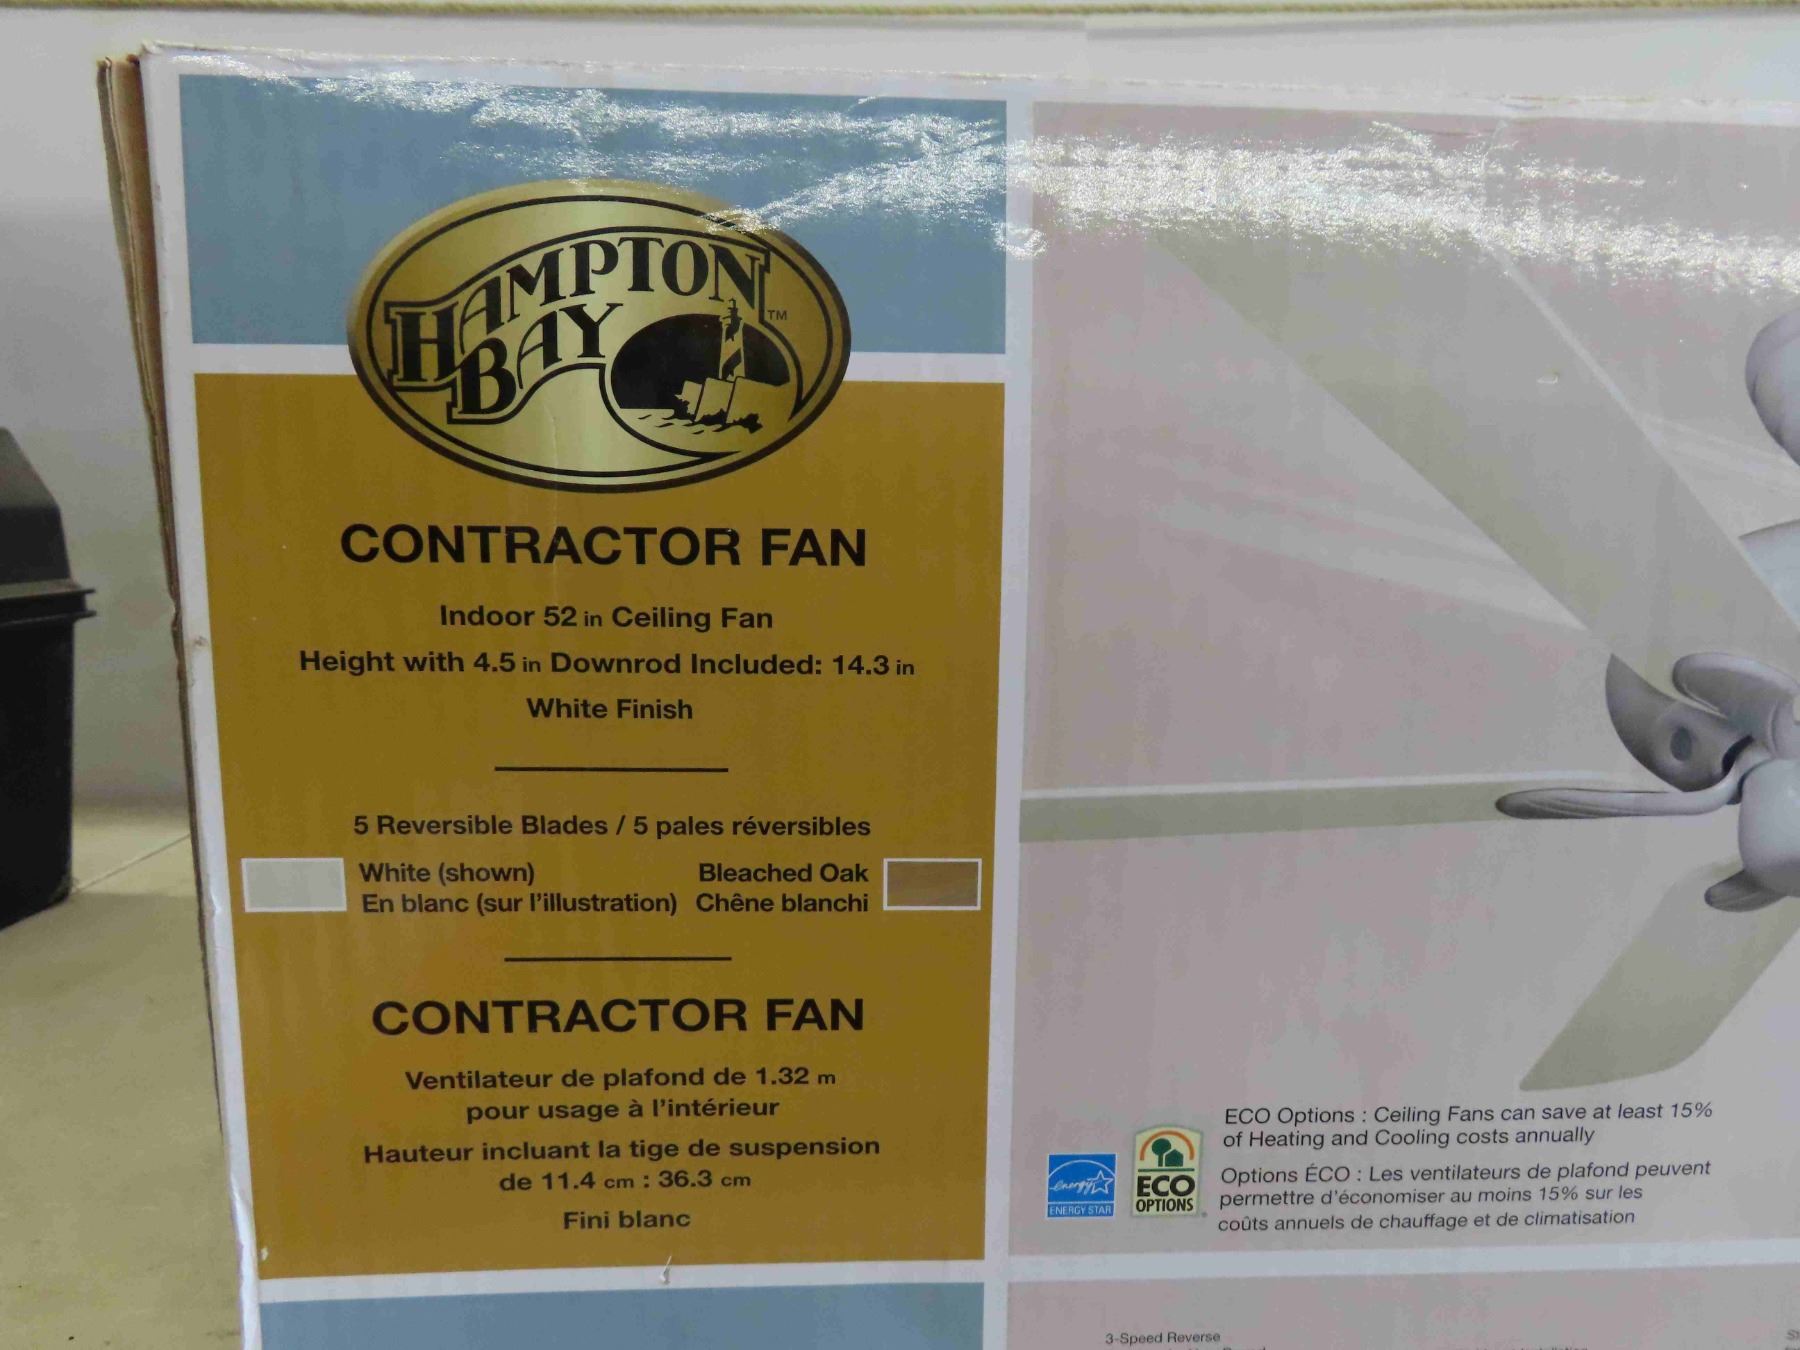 HAMPTON
BAY
TM
CONTRACTOR FAN
Indoor 52 in Ceiling Fan
Height with 4.5 in Downrod Included: 14.3 in
White Finish
5 Reversible Blades / 5 pales réversibles
White (shown)
En blanc (sur l'illustration)
Bleached Oak
Chêne blanchi
CONTRACTOR FAN
Ventilateur de plafond de 1.32 m
pour usage à l'intérieur
Hauteur incluant la tige de suspension
de 11.4 cm : 36.3 cm
Fini blanc
energy
ENERGY STAR
ECO
OPTIONS
ECO Options : Ceiling Fans can save at least 15%
of Heating and Cooling costs annually
Options ÉCO : Les ventilateurs de plafond peuvent
permettre d'économiser au moins 15% sur les
coûts annuels de chauffage et de climatisation
3-Speed Reverse